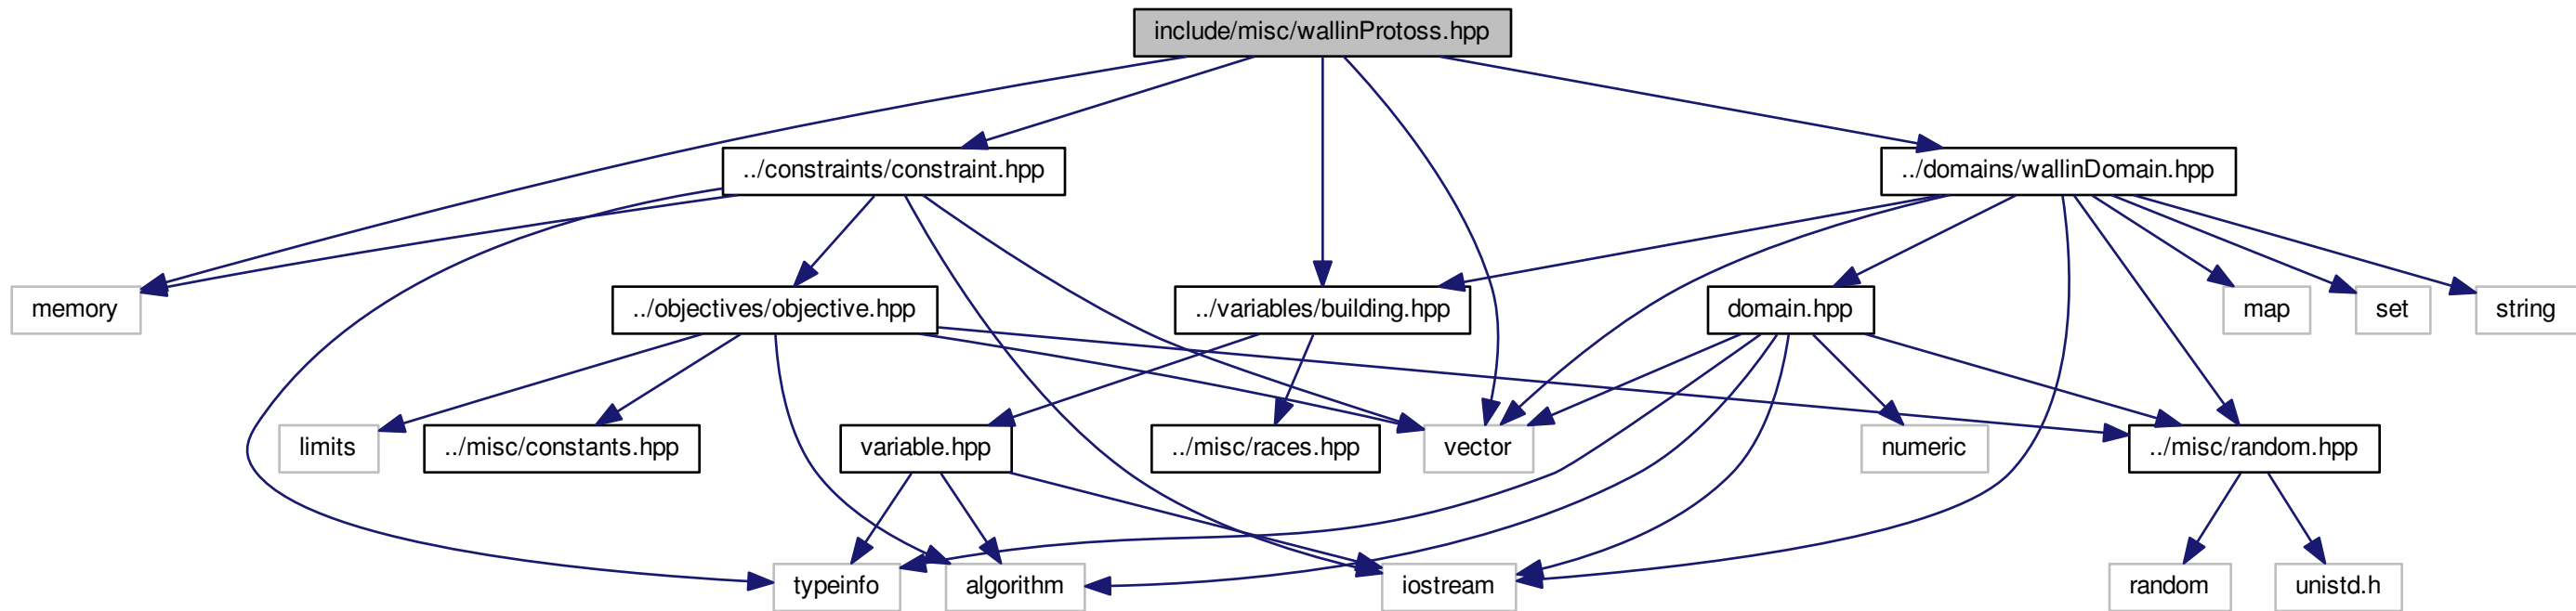 include/misc/wallinProtoss.hpp
../constraints/constraint.hpp
../domains/wallinDomain.hpp
memory
../objectives/objective.hpp
../variables/building.hpp
domain.hpp
map
set
string
limits
../misc/constants.hpp
variable.hpp
../misc/races.hpp
vector
numeric
../misc/random.hpp
typeinfo
algorithm
iostream
random
unistd.h